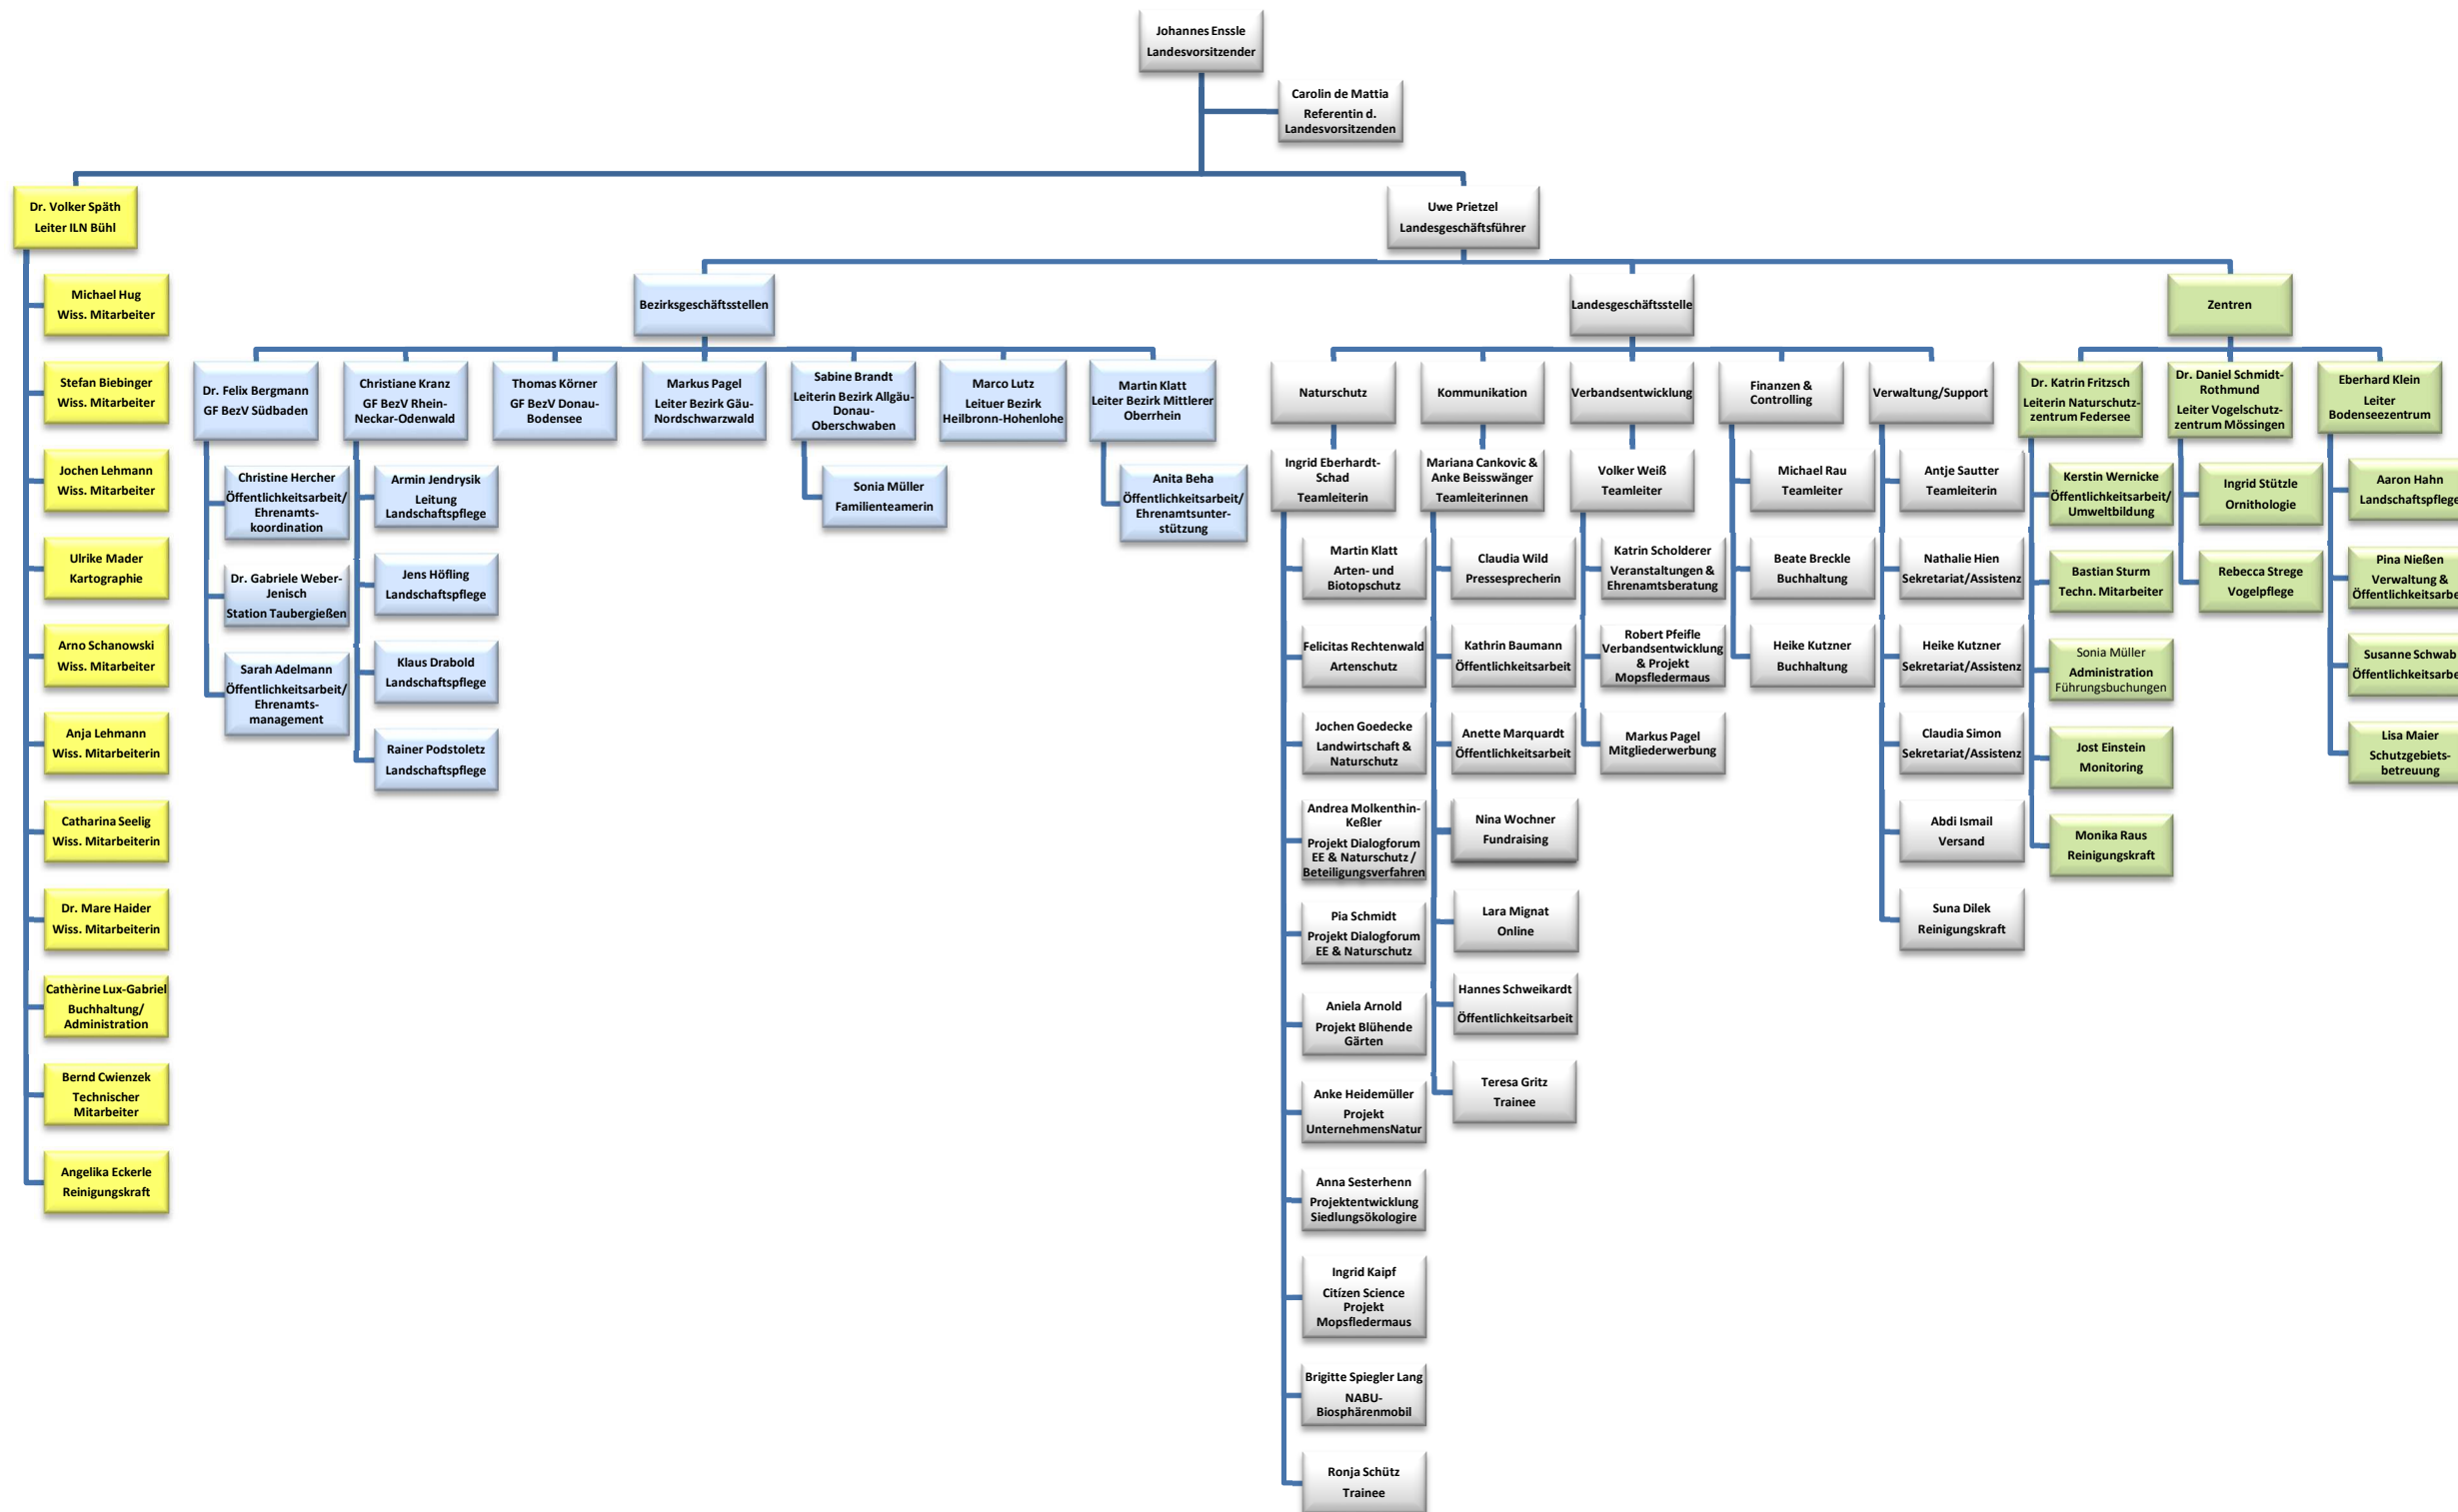 Johannes Enssle
Landesvorsitzender
Carolin de Mattia
Referentin d.
Landesvorsitzenden
Dr. Volker Späth
Leiter ILN Bühl
Uwe Prietzel
Landesgeschäftsführer
Michael Hug
Wiss. Mitarbeiter
Stefan Biebinger
Wiss. Mitarbeiter
Jochen Lehmann
Wiss. Mitarbeiter
Ulrike Mader
Kartographie
Arno Schanowski
Wiss. Mitarbeiter
Anja Lehmann
Wiss. Mitarbeiterin
Catharina Seelig
Wiss. Mitarbeiterin
Dr. Mare Haider
Wiss. Mitarbeiterin
Cathèrine Lux-Gabriel
Buchhaltung/
Administration
Bernd Cwienzek
Technischer
Mitarbeiter
Angelika Eckerle
Reinigungskraft
Bezirksgeschäftsstellen
Dr. Felix Bergmann
GF BezV Südbaden
Christine Hercher
Öffentlichkeitsarbeit/
Ehrenamts-
koordination
Dr. Gabriele Weber-
Jenisch
Station Taubergießen
Sarah Adelmann
Öffentlichkeitsarbeit/
Ehrenamts-
management
Christiane Kranz
GF BezV Rhein-
Neckar-Odenwald
Armin Jendrysik
Leitung
Landschaftspflege
Jens Höfling
Landschaftspflege
Klaus Drabold
Landschaftspflege
Rainer Podstoletz
Landschaftspflege
Thomas Körner
GF BezV Donau-
Bodensee
Markus Pagel
Leiter Bezirk Gäu-
Nordschwarzwald
Sabine Brandt
Leiterin Bezirk Allgäu-
Donau-
Oberschwaben
Sonia Müller
Familienteamerin
Marco Lutz
Leituer Bezirk
Heilbronn-Hohenlohe
Martin Klatt
Leiter Bezirk Mittlerer
Oberrhein
Anita Beha
Öffentlichkeitsarbeit/
Ehrenamtsunter-
stützung
Landesgeschäftsstelle
Naturschutz
Ingrid Eberhardt-
Schad
Teamleiterin
Martin Klatt
Arten- und
Biotopschutz
Felicitas Rechtenwald
Artenschutz
Jochen Goedecke
Landwirtschaft &
Naturschutz
Andrea Molkenthin-
Keßler
Projekt Dialogforum
EE & Naturschutz /
Beteiligungsverfahren
Pia Schmidt
Projekt Dialogforum
EE & Naturschutz
Aniela Arnold
Projekt Blühende
Gärten
Anke Heidemüller
Projekt
UnternehmensNatur
Anna Sesterhenn
Projektentwicklung
Siedlungsökologire
Ingrid Kaipf
Citízen Science
Projekt
Mopsfledermaus
Brigitte Spiegler Lang
NABU-
Biosphärenmobil
Ronja Schütz
Trainee
Kommunikation
Mariana Cankovic &
Anke Beisswänger
Teamleiterinnen
Claudia Wild
Pressesprecherin
Kathrin Baumann
Öffentlichkeitsarbeit
Anette Marquardt
Öffentlichkeitsarbeit
Nina Wochner
Fundraising
Lara Mignat
Online
Hannes Schweikardt
Öffentlichkeitsarbeit
Teresa Gritz
Trainee
Verbandsentwicklung
Volker Weiß
Teamleiter
Katrin Scholderer
Veranstaltungen &
Ehrenamtsberatung
Robert Pfeifle
Verbandsentwicklung
& Projekt
Mopsfledermaus
Markus Pagel
Mitgliederwerbung
Finanzen &
Controlling
Michael Rau
Teamleiter
Beate Breckle
Buchhaltung
Heike Kutzner
Buchhaltung
Verwaltung/Support
Antje Sautter
Teamleiterin
Nathalie Hien
Sekretariat/Assistenz
Heike Kutzner
Sekretariat/Assistenz
Claudia Simon
Sekretariat/Assistenz
Abdi Ismail
Versand
Suna Dilek
Reinigungskraft
Zentren
Dr. Katrin Fritzsch
Leiterin Naturschutz-
zentrum Federsee
Kerstin Wernicke
Öffentlichkeitsarbeit/
Umweltbildung
Bastian Sturm
Techn. Mitarbeiter
Sonia Müller
Administration
Führungsbuchungen
Jost Einstein
Monitoring
Monika Raus
Reinigungskraft
Dr. Daniel Schmidt-
Rothmund
Leiter Vogelschutz-
zentrum Mössingen
Ingrid Stützle
Ornithologie
Rebecca Strege
Vogelpflege
Eberhard Klein
Leiter
Bodenseezentrum
Aaron Hahn
Landschaftspflege
Pina Nießen
Verwaltung &
Öffentlichkeitsarbe
Susanne Schwab
Öffentlichkeitsarbe
Lisa Maier
Schutzgebiets-
betreuung